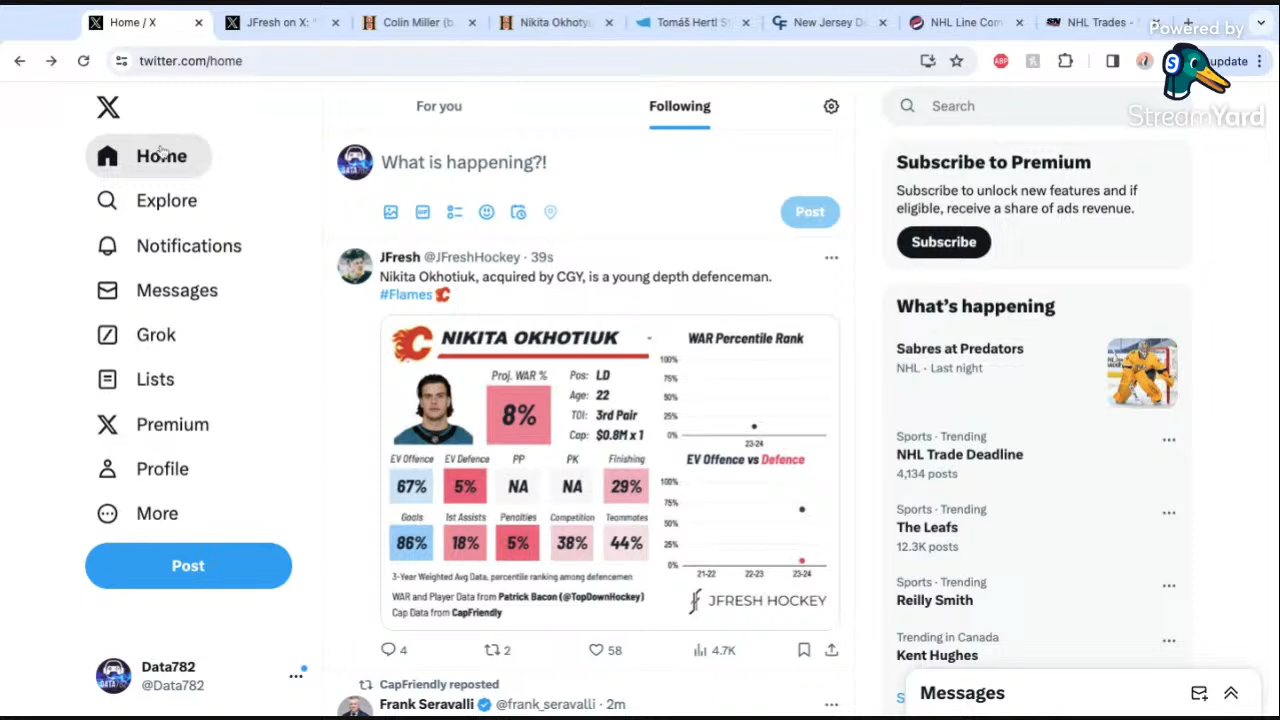 Home / X
JFresh on X: "
Colin Miller (b
Nikita Okhotyu
Tomáš Hertl S
New Jersey D
NHL Line Com
NHL Trades -
Powered by
twitter.com/home
update
StreamYard
For you
Following
Search
Home
Explore
Notifications
Messages
Grok
Lists
Premium
Profile
More
Post
Data782
@Data782
What is happening?!
Post
JFresh @JFreshHockey · 39s
Nikita Okhotiuk, acquired by CGY, is a young depth defenceman.
#Flames
NIKITA OKHOTIUK
Proj. WAR %
8%
Pos: LD
Age: 22
TOI: 3rd Pair
Cap: $0.8M x 1
EV Offence EV Defence PP PK Finishing
67% 5% NA NA 29%
Goals 1st Assists Penalties Competition Teammates
86% 18% 5% 38% 44%
3-Year Weighted Avg Data, percentile ranking among defencemen
WAR and Player Data from Patrick Bacon (@TopDownHockey)
Cap Data from CapFriendly
WAR Percentile Rank
100%
75%
50%
25%
0%
23-24
EV Offence vs Defence
100%
75%
50%
25%
0%
21-22 22-23 23-24
JFRESH HOCKEY
4 2 58 4.7K
CapFriendly reposted
Frank Seravalli @frank_seravalli · 2m
Subscribe to Premium
Subscribe to unlock new features and if
eligible, receive a share of ads revenue.
Subscribe
What's happening
Sabres at Predators
NHL · Last night
Sports · Trending
NHL Trade Deadline
4,134 posts
Sports · Trending
The Leafs
12.3K posts
Sports · Trending
Reilly Smith
Trending in Canada
Kent Hughes
Messages